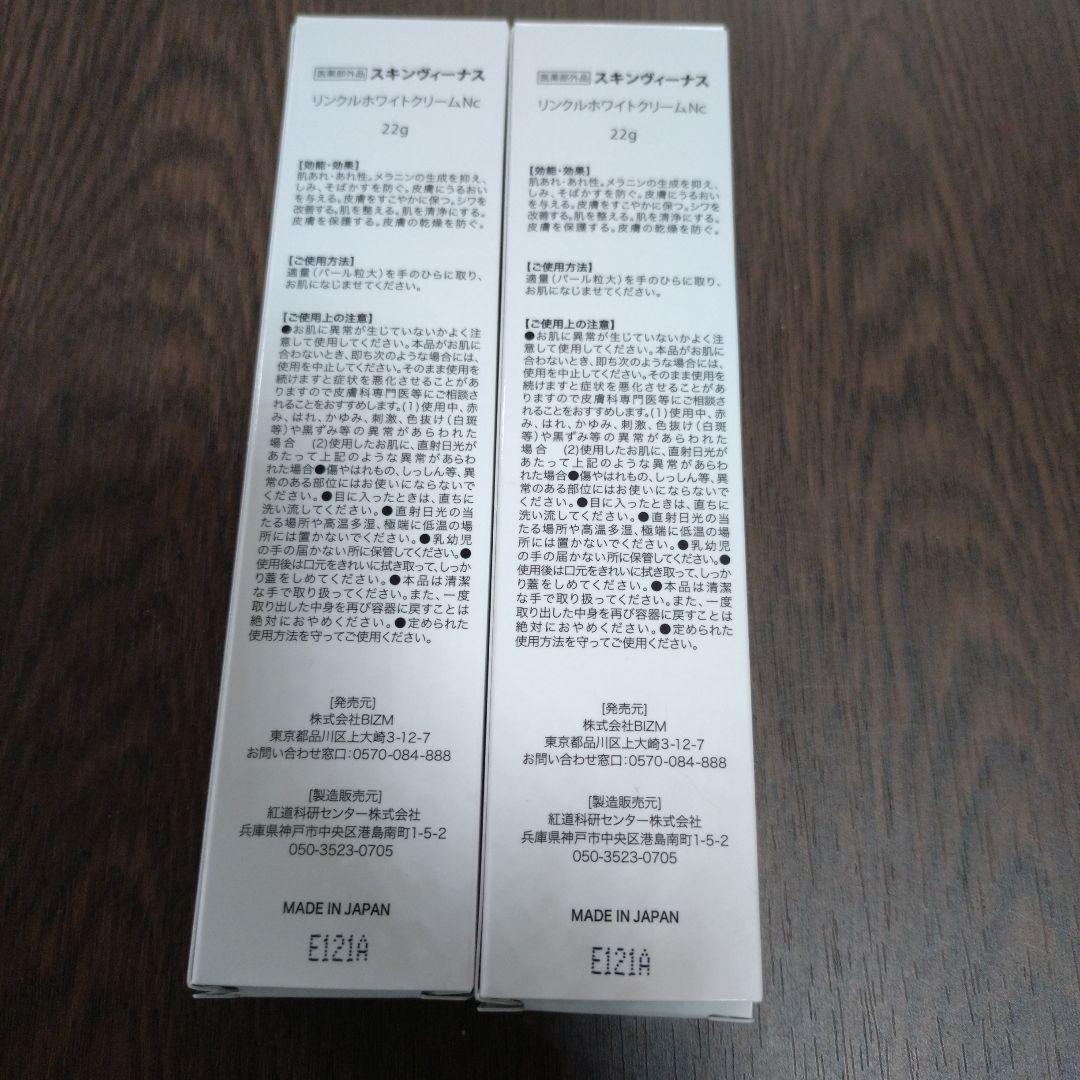 医薬部外品 スキンヴィーナス
リンクルホワイトクリームNc
22g
【効能・効果】
肌あれ・あれ性。メラニンの生成を抑え、
しみ、そばかすを防ぐ。皮膚にうるおい
を与える。皮膚をすこやかに保つ。シワを
改善する。肌を整える。肌を清浄にする。
皮膚を保護する。皮膚の乾燥を防ぐ。
【ご使用方法】
適量（パール粒大）を手のひらに取り、
お肌になじませてください。
【ご使用上の注意】
●お肌に異常が生じていないかよく注
意して使用してください。本品がお肌に
合わないとき、即ち次のような場合には、
使用を中止してください。そのまま使用を
続けますと症状を悪化させることがあ
りますので皮膚科専門医等にご相談さ
れることをおすすめします。(1)使用中、赤
み、はれ、かゆみ、刺激、色抜け（白斑
等）や黒ずみ等の異常があらわれた
場合　(2)使用したお肌に、直射日光が
あたって上記のような異常があらわ
れた場合●傷やはれもの、しっしん等、異
常のある部位にはお使いにならないで
ください。●目に入ったときは、直ちに
洗い流してください。●直射日光の当
たる場所や高温多湿、極端に低温の場
所には置かないでください。●乳幼児
の手の届かない所に保管してください。●
使用後は口元をきれいに拭き取って、しっか
り蓋をしめてください。●本品は清潔
な手で取り扱ってください。また、一度
取り出した中身を再び容器に戻すことは
絶対におやめください。●定められた
使用方法を守ってご使用ください。
[発売元]
株式会社BIZM
東京都品川区上大崎3-12-7
お問い合わせ窓口:0570-084-888
[製造販売元]
紅道科研センター株式会社
兵庫県神戸市中央区港島南町1-5-2
050-3523-0705
MADE IN JAPAN
E121A
医薬部外品 スキンヴィーナス
リンクルホワイトクリームNc
22g
【効能・効果】
肌あれ・あれ性。メラニンの生成を抑え、
しみ、そばかすを防ぐ。皮膚にうるおい
を与える。皮膚をすこやかに保つ。シワを
改善する。肌を整える。肌を清浄にする。
皮膚を保護する。皮膚の乾燥を防ぐ。
【ご使用方法】
適量（パール粒大）を手のひらに取り、
お肌になじませてください。
【ご使用上の注意】
●お肌に異常が生じていないかよく注
意して使用してください。本品がお肌に
合わないとき、即ち次のような場合には、
使用を中止してください。そのまま使用を
続けますと症状を悪化させることがあ
りますので皮膚科専門医等にご相談さ
れることをおすすめします。(1)使用中、赤
み、はれ、かゆみ、刺激、色抜け（白斑
等）や黒ずみ等の異常があらわれた
場合　(2)使用したお肌に、直射日光が
あたって上記のような異常があらわ
れた場合●傷やはれもの、しっしん等、異
常のある部位にはお使いにならないで
ください。●目に入ったときは、直ちに
洗い流してください。●直射日光の当
たる場所や高温多湿、極端に低温の場
所には置かないでください。●乳幼児
の手の届かない所に保管してください。●
使用後は口元をきれいに拭き取って、しっか
り蓋をしめてください。●本品は清潔
な手で取り扱ってください。また、一度
取り出した中身を再び容器に戻すことは
絶対におやめください。●定められた
使用方法を守ってご使用ください。
[発売元]
株式会社BIZM
東京都品川区上大崎3-12-7
お問い合わせ窓口:0570-084-888
[製造販売元]
紅道科研センター株式会社
兵庫県神戸市中央区港島南町1-5-2
050-3523-0705
MADE IN JAPAN
E121A